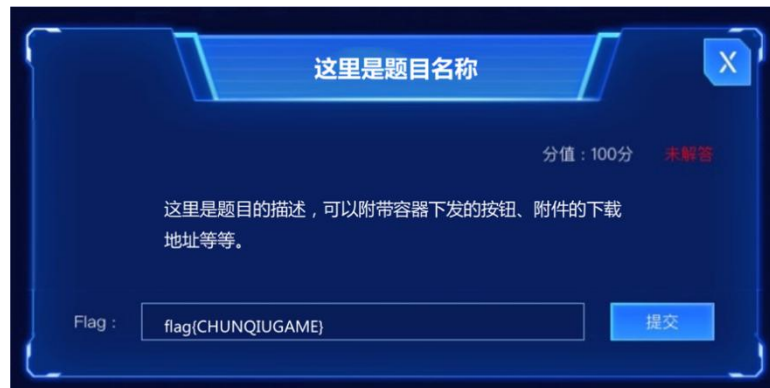 这里是题目名称
X
分值：100分 未解答
这里是题目的描述，可以附带容器下发的按钮、附件的下载
地址等等。
Flag： flag{CHUNQIUGAME} 提交